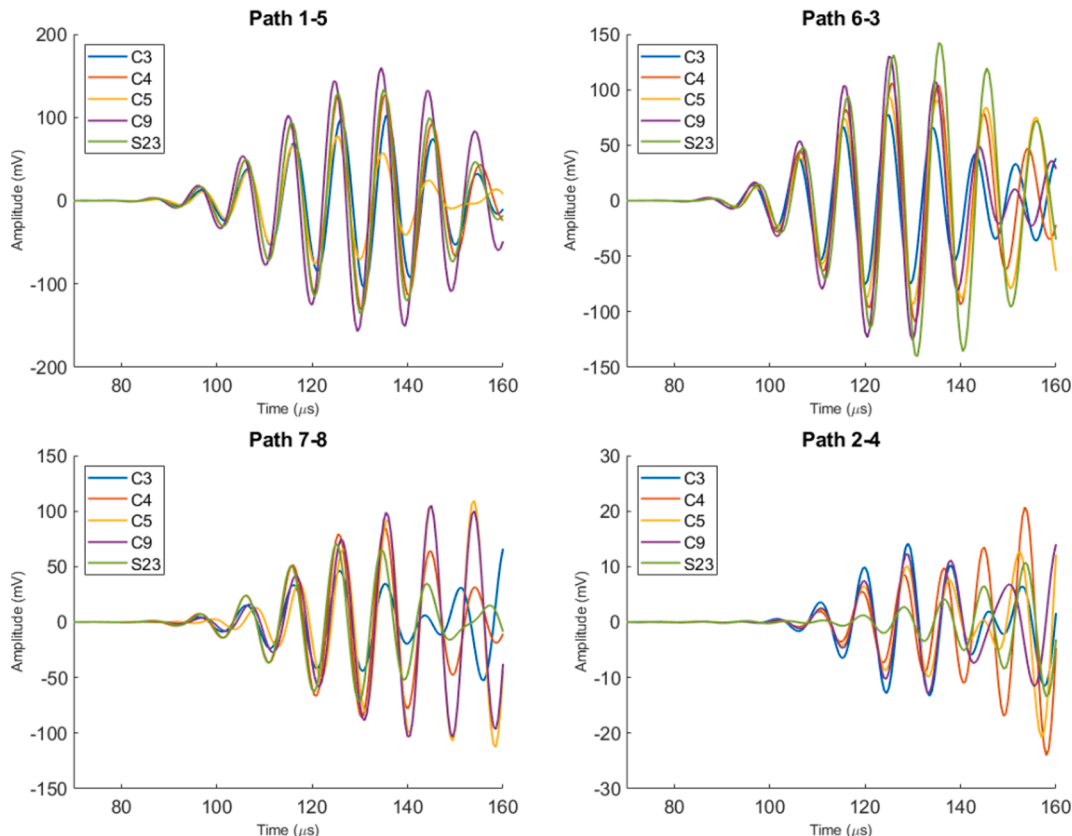 Path 1-5
Path 6-3
200
100
0
-100
-200
Amplitude (mV)
C3
C4
C5
C9
S23
80
100
120
140
160
Time (μs)
150
100
50
0
-50
-100
-150
Amplitude (mV)
C3
C4
C5
C9
S23
80
100
120
140
160
Time (μs)
Path 7-8
Path 2-4
150
100
50
0
-50
-100
-150
Amplitude (mV)
C3
C4
C5
C9
S23
80
100
120
140
160
Time (μs)
30
20
10
0
-10
-20
-30
Amplitude (mV)
C3
C4
C5
C9
S23
80
100
120
140
160
Time (μs)